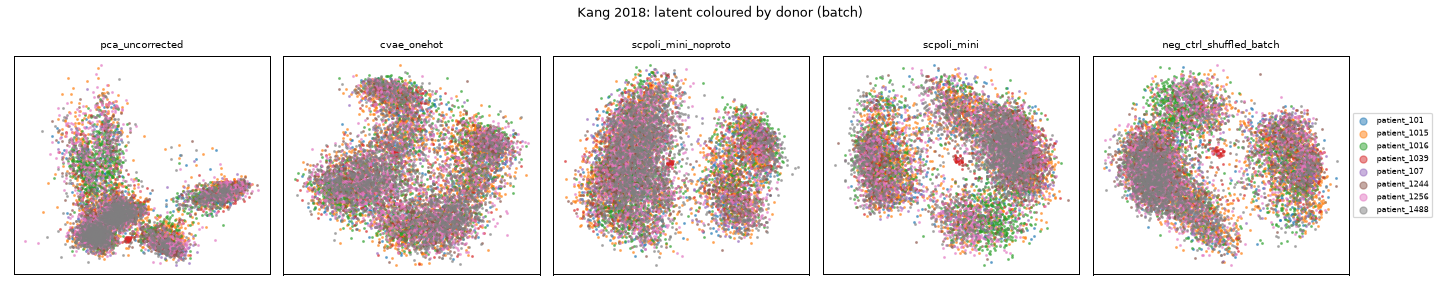 Kang 2018: latent coloured by donor (batch)
pca_uncorrected
cvae_onehot
scpoli_mini_noproto
scpoli_mini
neg_ctrl_shuffled_batch
patient_101
patient_1015
patient_1016
patient_1039
patient_107
patient_1244
patient_1256
patient_1488